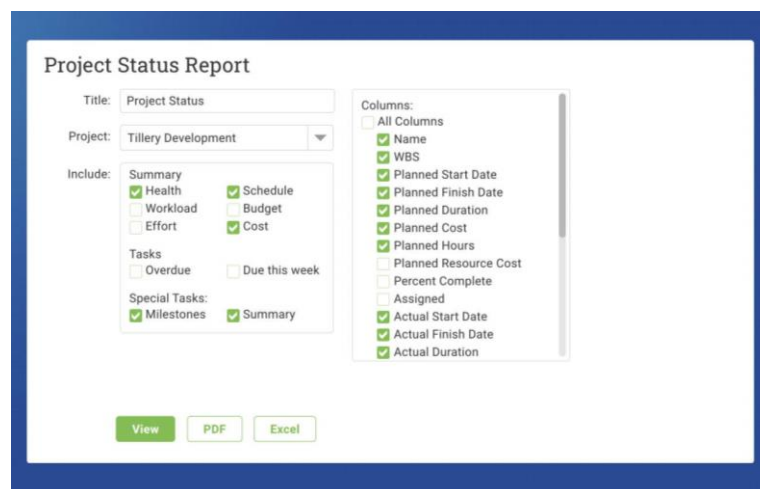 Project Status Report
Title: Project Status
Project: Tillery Development
Include: Summary
Health Schedule
Workload Budget
Effort Cost
Tasks
Overdue Due this week
Special Tasks:
Milestones Summary
Columns:
All Columns
Name
WBS
Planned Start Date
Planned Finish Date
Planned Duration
Planned Cost
Planned Hours
Planned Resource Cost
Percent Complete
Assigned
Actual Start Date
Actual Finish Date
Actual Duration
View PDF Excel